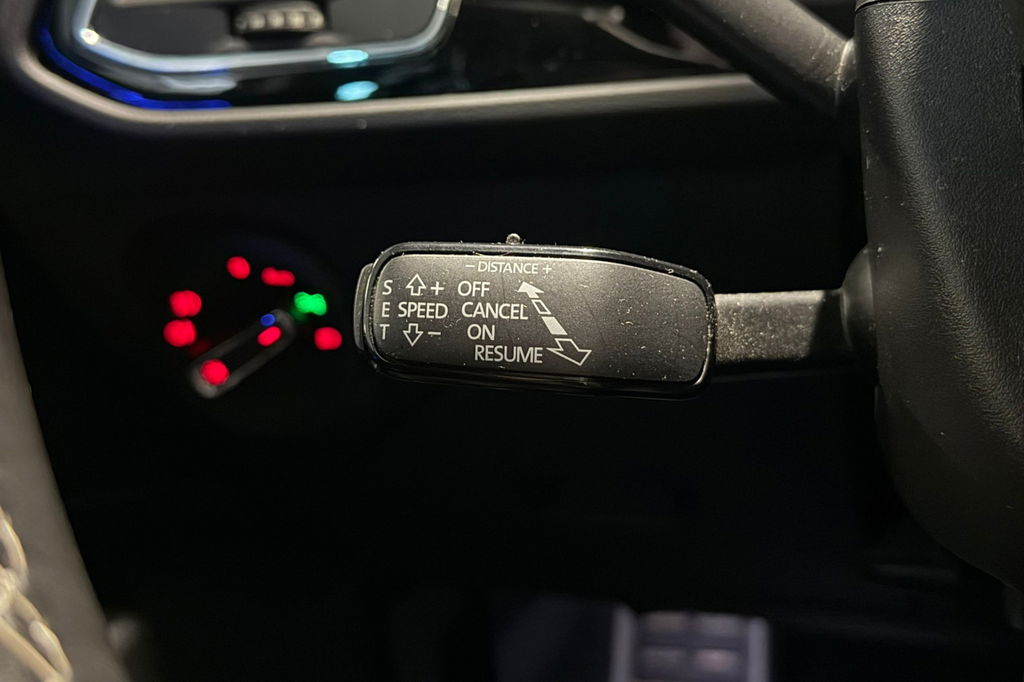 – DISTANCE +
S + OFF
E SPEED CANCEL
T – ON
RESUME